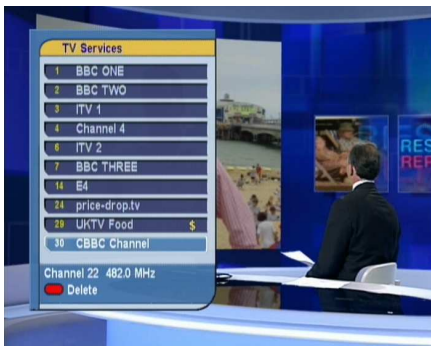 TV Services
1 BBC ONE
2 BBC TWO
3 ITV 1
4 Channel 4
6 ITV 2
7 BBC THREE
14 E4
24 price-drop.tv
29 UKTV Food $
30 CBBC Channel
Channel 22 482.0 MHz
Delete
RES
REP